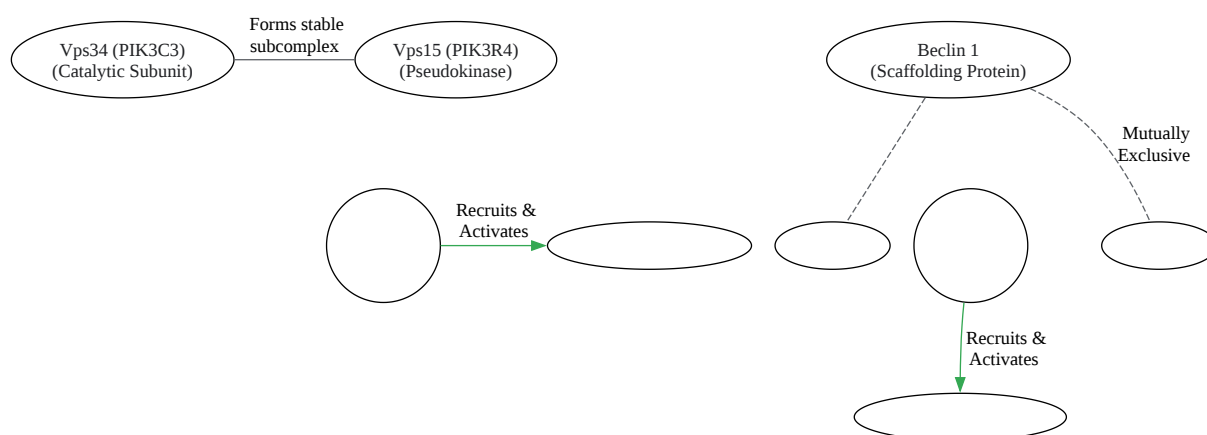 Forms stable
subcomplex
Vps34 (PIK3C3)
(Catalytic Subunit)
Vps15 (PIK3R4)
(Pseudokinase)
Beclin 1
(Scaffolding Protein)
Mutually
Exclusive
Recruits &
Activates
Recruits &
Activates